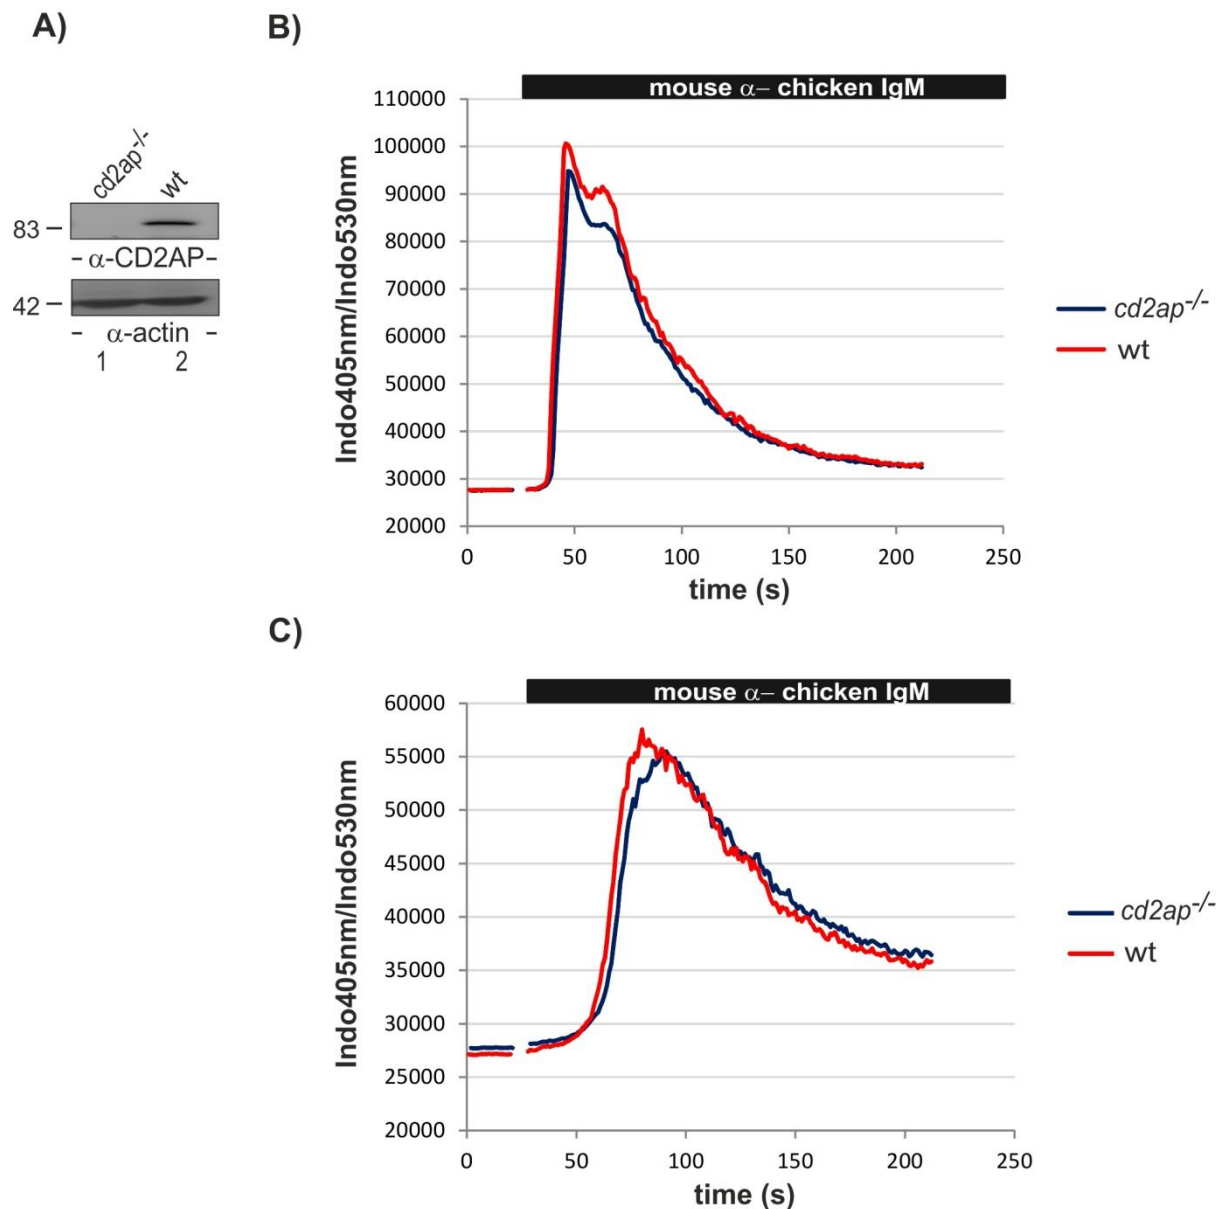 A)
cd2ap-/-
wt
83 –
- α-CD2AP-
42 –
- α-actin -
1 2
B)
mouse α– chicken IgM
110000
100000
90000
80000
70000
60000
50000
40000
30000
20000
Indo405nm/Indo530nm
0 50 100 150 200 250
time (s)
cd2ap-/-
wt
C)
mouse α– chicken IgM
60000
55000
50000
45000
40000
35000
30000
25000
20000
Indo405nm/Indo530nm
0 50 100 150 200 250
time (s)
cd2ap-/-
wt